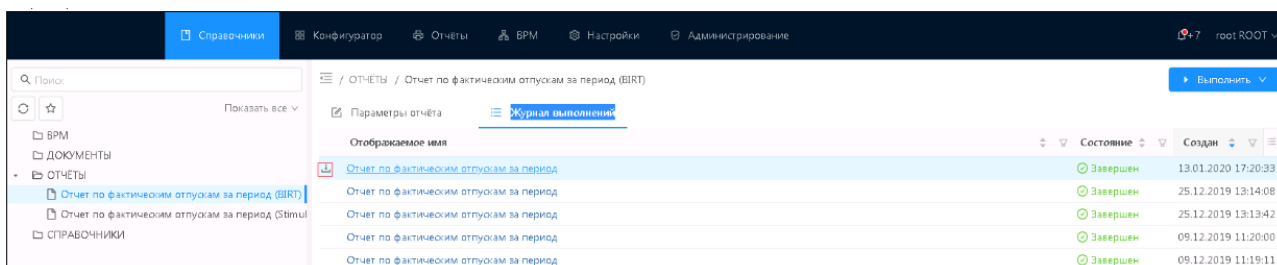 Справочники Конфигуратор Отчёты BPM Настройки Администрирование +7 root ROOT
Поиск
/ ОТЧЁТЫ / Отчет по фактическим отпускам за период (BIRT) Выполнить
Показать все
Параметры отчёта Журнал выполнений
BPM
Отображаемое имя Состояние Создан
ДОКУМЕНТЫ
Отчет по фактическим отпускам за период Завершен 13.01.2020 17:20:33
ОТЧЁТЫ
Отчет по фактическим отпускам за период (BIRT)
Отчет по фактическим отпускам за период Завершен 25.12.2019 13:14:08
Отчет по фактическим отпускам за период (Stimul
Отчет по фактическим отпускам за период Завершен 25.12.2019 13:13:42
СПРАВОЧНИКИ
Отчет по фактическим отпускам за период Завершен 09.12.2019 11:20:00
Отчет по фактическим отпускам за период Завершен 09.12.2019 11:19:11